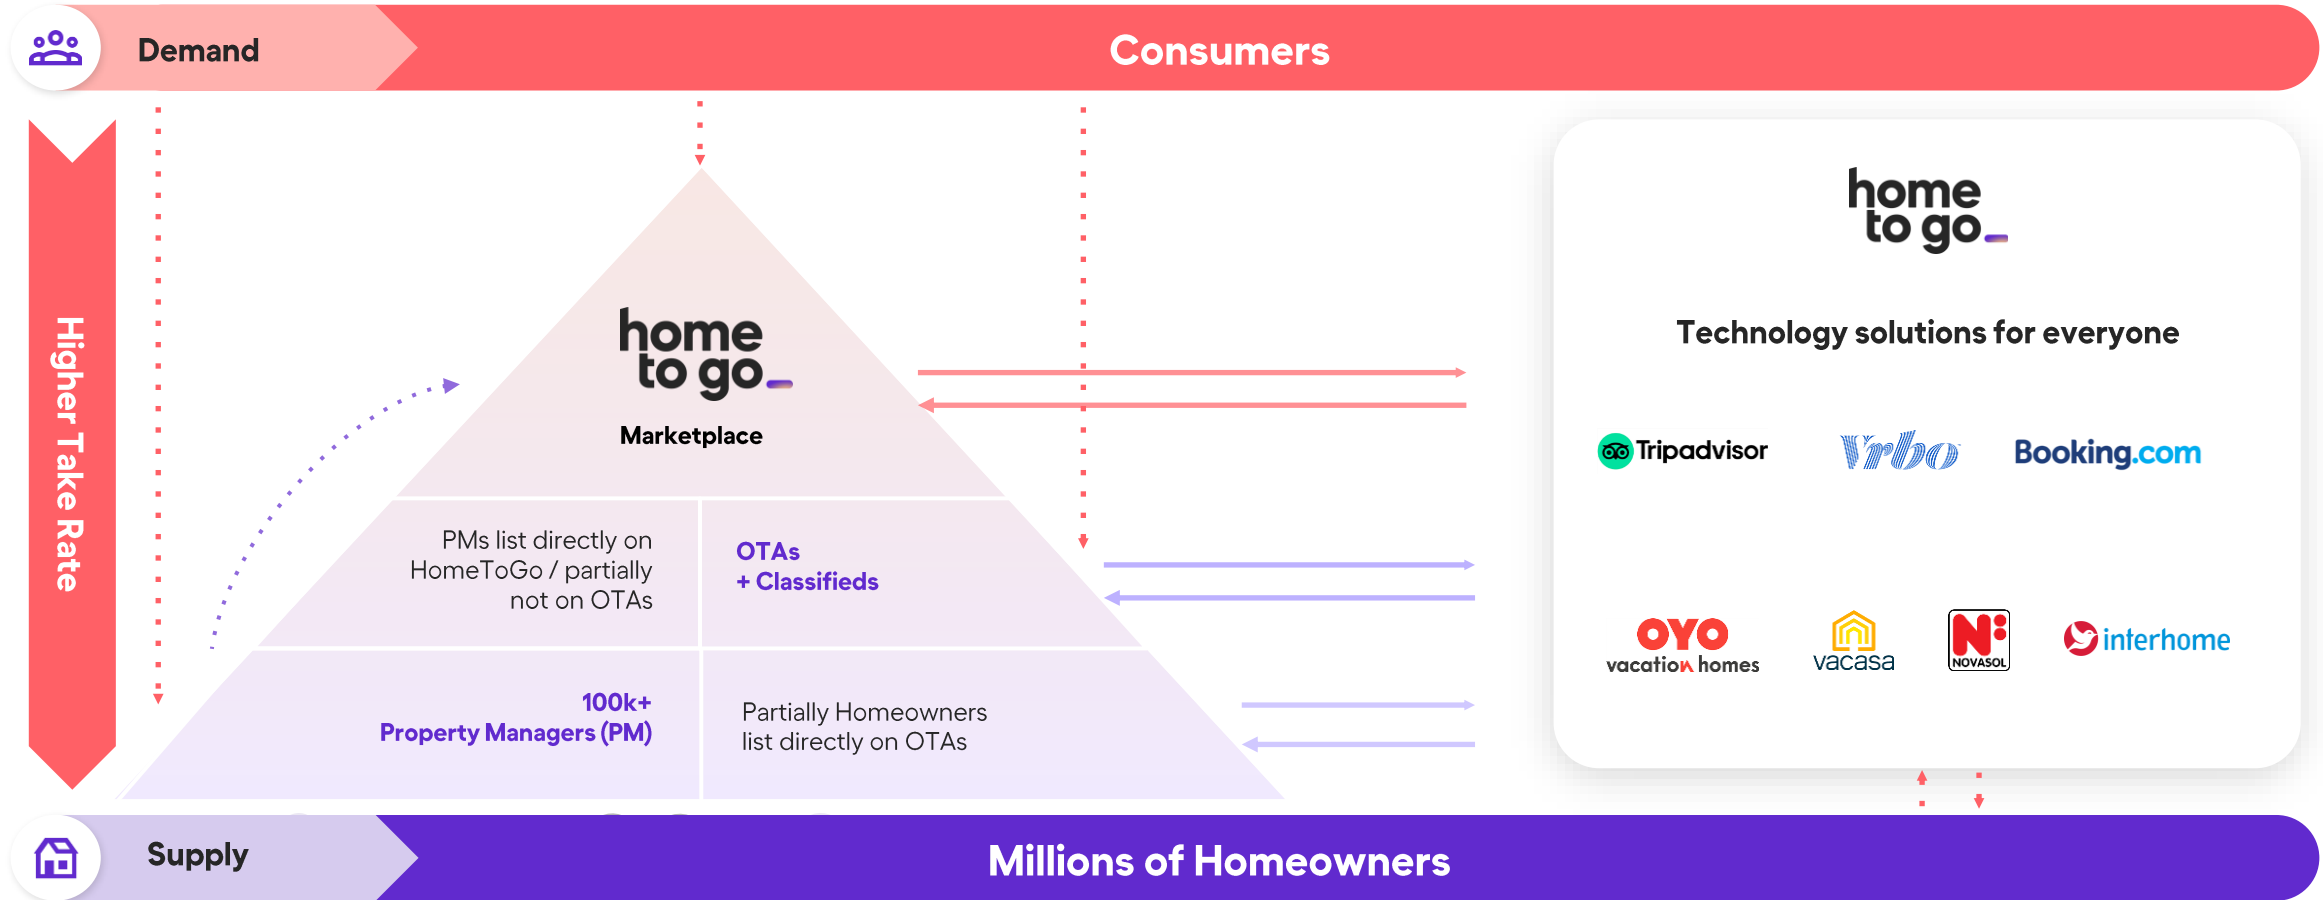 Demand
Consumers
Higher Take Rate
home
to go
Marketplace
PMs list directly on
HomeToGo / partially
not on OTAs
OTAs
+ Classifieds
100k+
Property Managers (PM)
Partially Homeowners
list directly on OTAs
home
to go
Technology solutions for everyone
Tripadvisor
Vrbo
Booking.com
OYO
vacation homes
vacasa
N:
NOVASOL
interhome
Supply
Millions of Homeowners